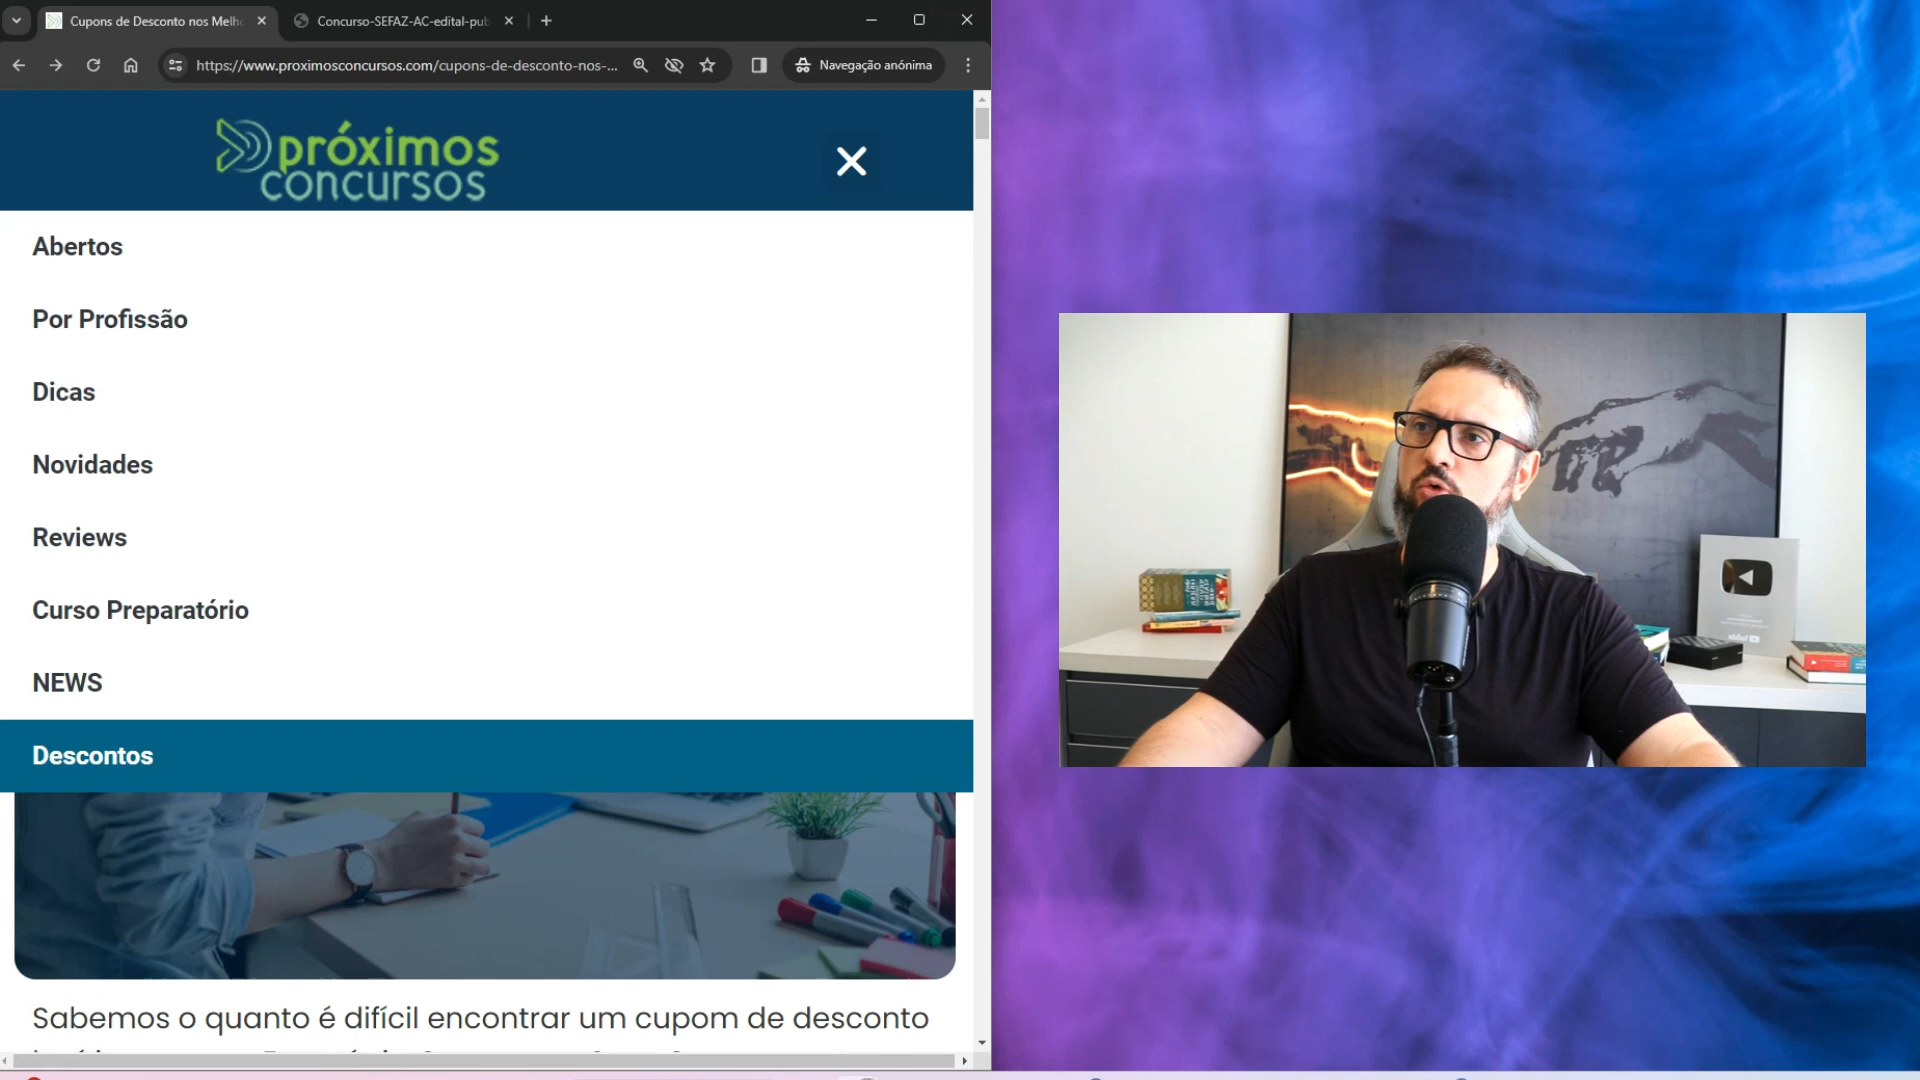 Cupons de Desconto nos Melh
Concurso-SEFAZ-AC-edital-pub
https://www.proximosconcursos.com/cupons-de-desconto-nos-...
Navegação anónima
próximos
concursos
Abertos
Por Profissão
Dicas
Novidades
Reviews
Curso Preparatório
NEWS
Descontos
Sabemos o quanto é difícil encontrar um cupom de desconto